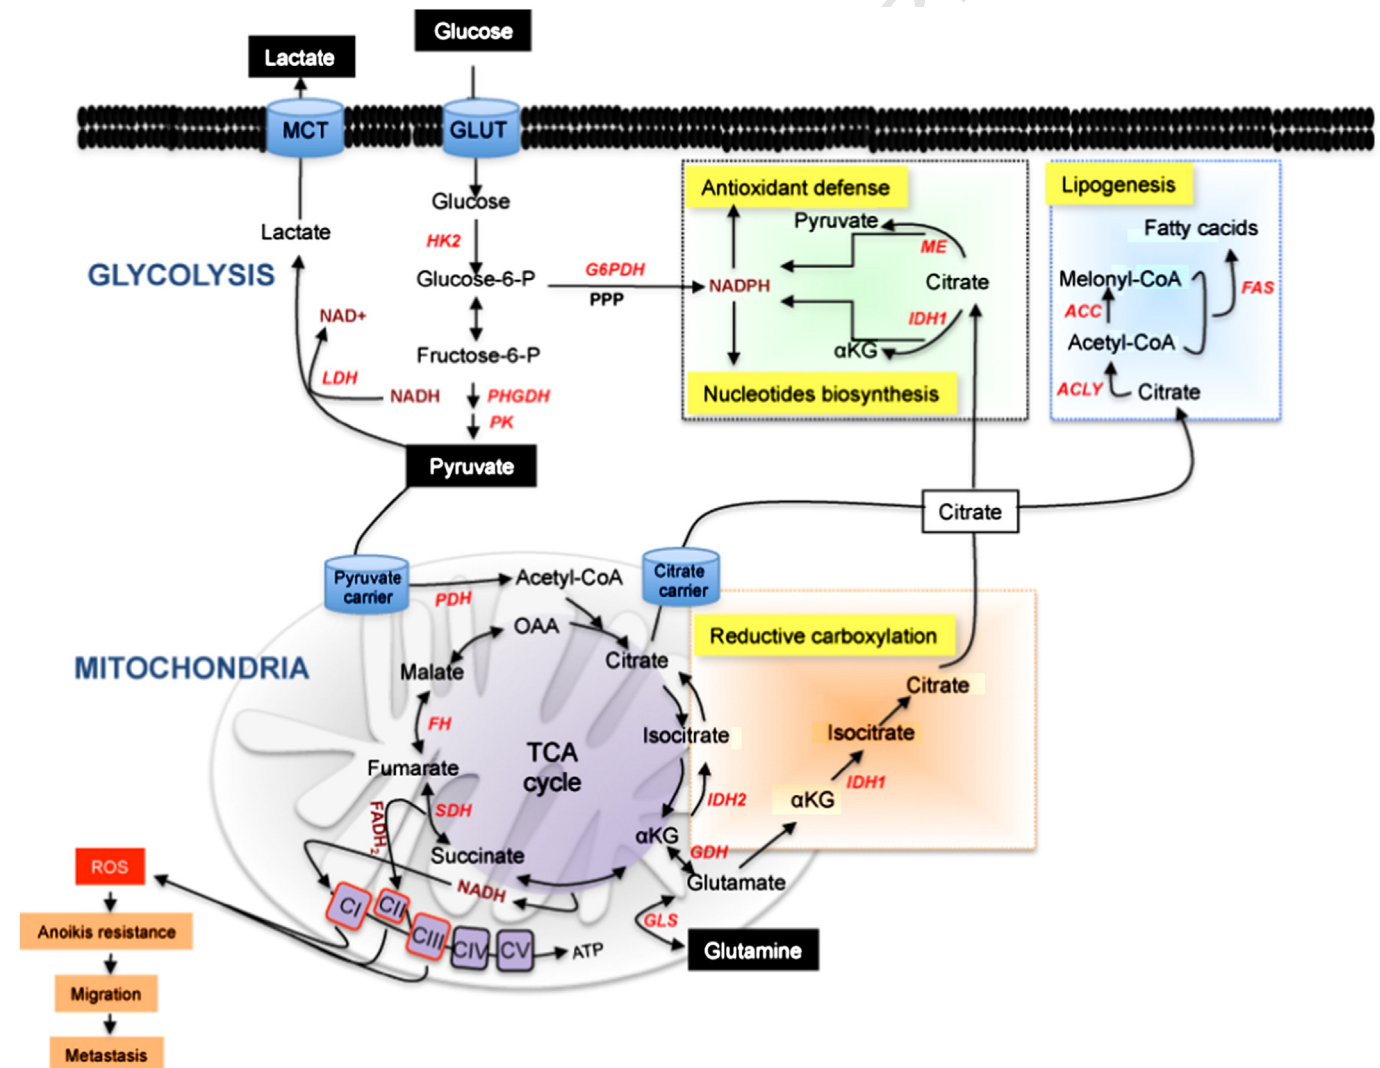 Glucose
Lactate
MCT
GLUT
Glucose
Lactate
HK2
GLYCOLYSIS
Glucose-6-P
G6PDH
PPP
NAD+
Fructose-6-P
LDH
NADH
PHGDH
PK
Pyruvate
Antioxidant defense
Pyruvate
ME
NADPH
Citrate
IDH1
αKG
Nucleotides biosynthesis
Lipogenesis
Fatty cacids
Melonyl-CoA
FAS
ACC
Acetyl-CoA
ACLY
Citrate
Citrate
Pyruvate
carrier
PDH
Acetyl-CoA
Citrate
carrier
OAA
Citrate
MITOCHONDRIA
Malate
FH
Isocitrate
TCA
cycle
Fumarate
SDH
FADH2
IDH2
αKG
GDH
Succinate
NADH
Glutamate
GLS
Glutamine
Reductive carboxylation
Citrate
Isocitrate
IDH1
αKG
CI
CII
CIII
CIV
CV
ATP
ROS
Anoikis resistance
Migration
Metastasis